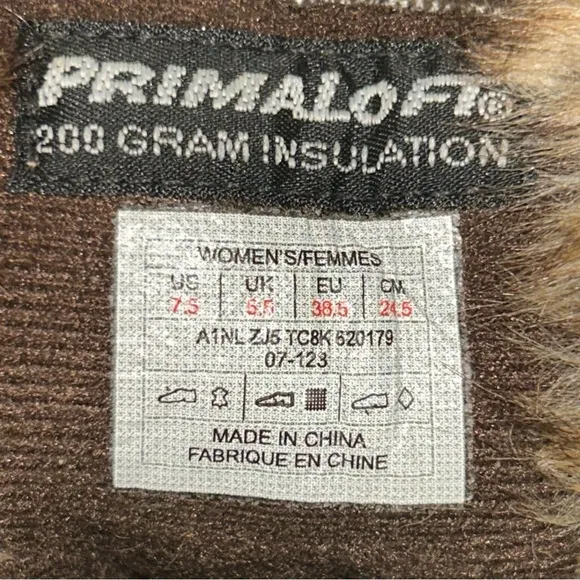 PRIMALOFT®
200 GRAM INSULATION
WOMEN'S/FEMMES
US UK EU CM
7.5 5.5 38.5 24.5
A1NL ZJ5 TC8K 620179
07-123
MADE IN CHINA
FABRIQUE EN CHINE